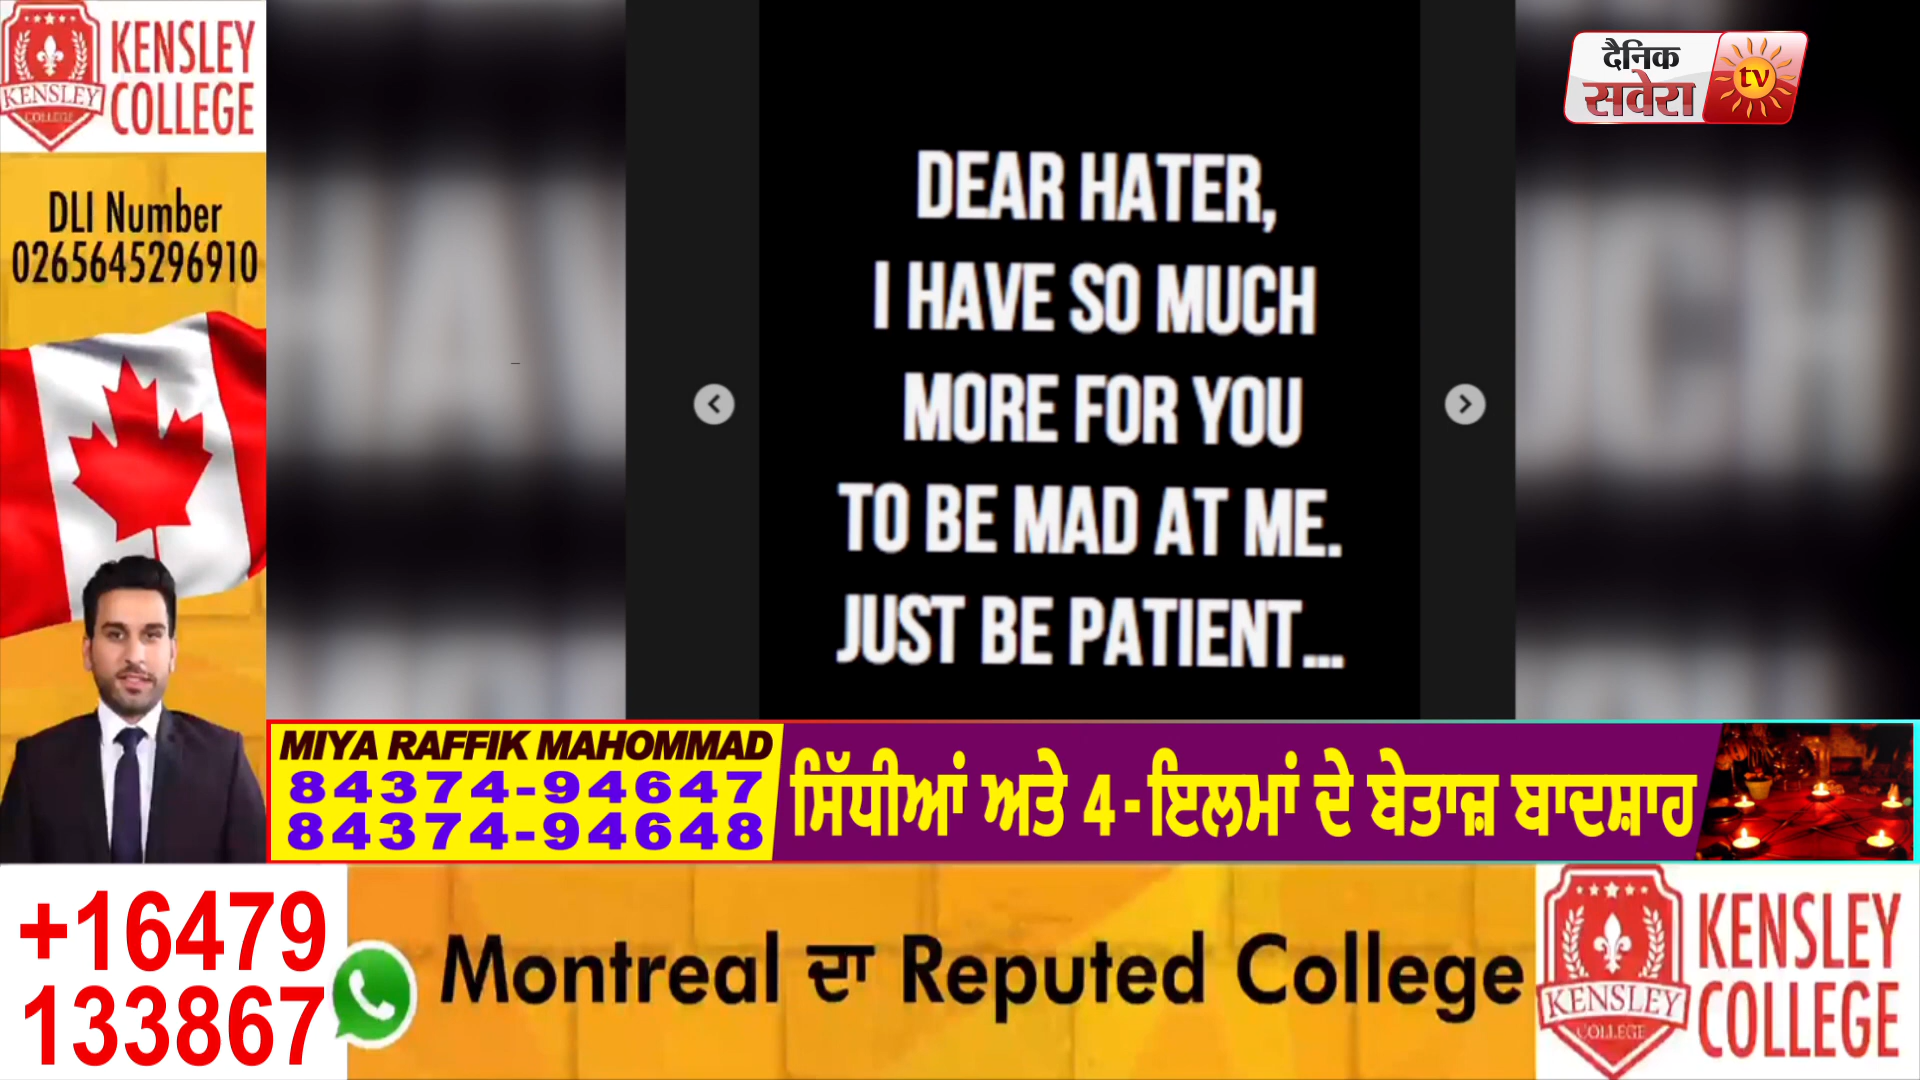 KENSLEY
COLLEGE
KENSLEY
COLLEGE
DLI Number
0265645296910
दैनिक
सवेरा
tv
DEAR HATER,
I HAVE SO MUCH
MORE FOR YOU
TO BE MAD AT ME.
JUST BE PATIENT...
MIYA RAFFIK MAHOMMAD
84374-94647
84374-94648
ਸਿੱਧੀਆਂ ਅਤੇ 4-ਇਲਮਾਂ ਦੇ ਬੇਤਾਜ਼ ਬਾਦਸ਼ਾਹ
+16479
133867
Montreal ਦਾ Reputed College
KENSLEY
COLLEGE
KENSLEY
COLLEGE